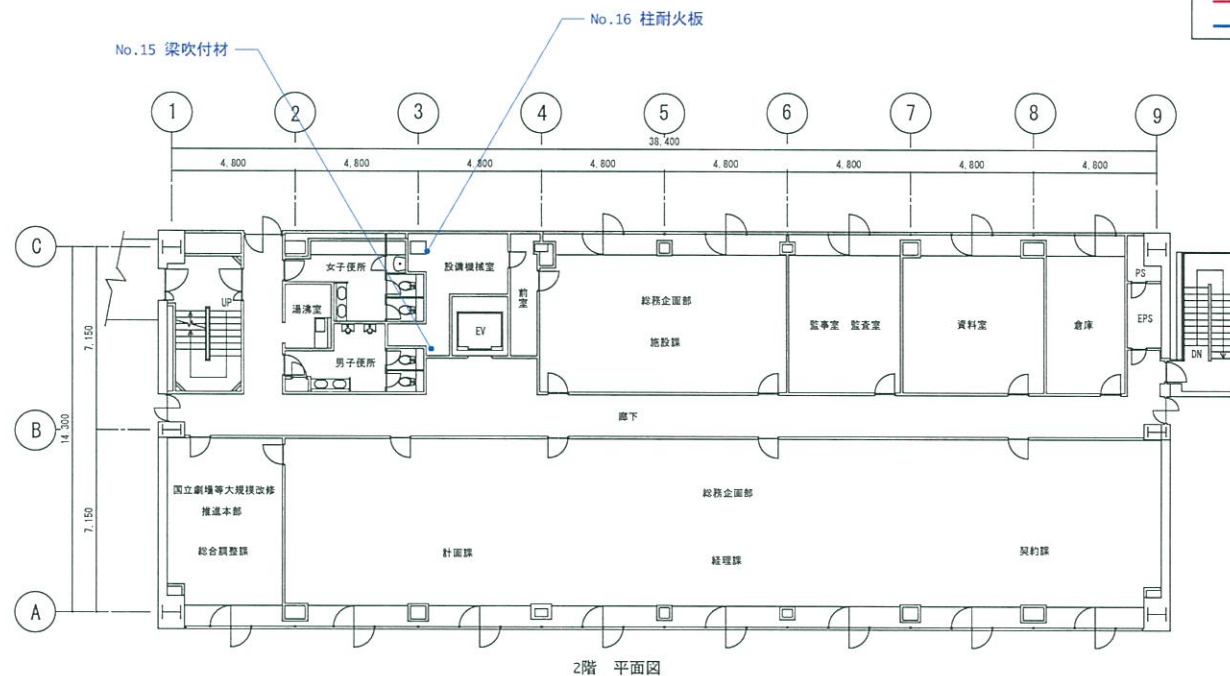 No.16 柱耐火板
No.15 梁吹付材
1
2
3
4
5
6
7
8
9
38,400
4,800
4,800
4,800
4,800
4,800
4,800
4,800
4,800
C
B
A
14,300
7,150
7,150
UP
女子便所
湯沸室
男子便所
設備機械室
EV
前室
総務企画部
施設課
監事室 監査室
資料室
倉庫
PS
EPS
DN
廊下
国立劇場等大規模改修
推進本部
総合調整課
総務企画部
計画課
経理課
契約課
2階 平面図